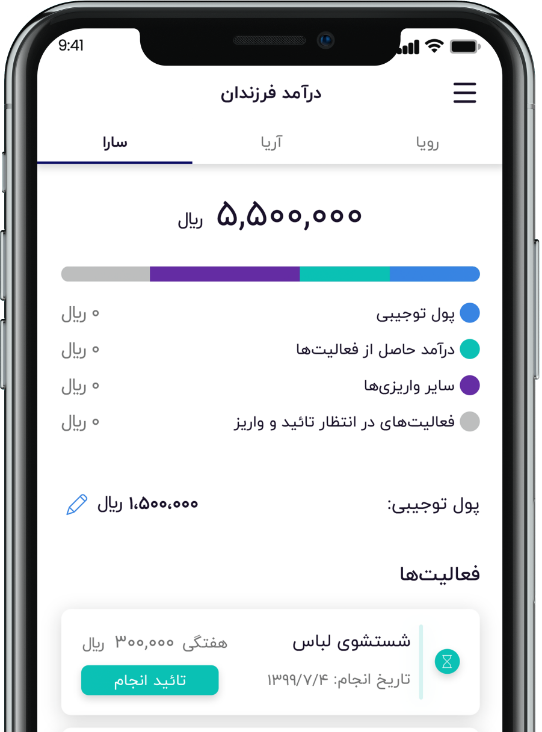 9:41
درآمد فرزندان
رویا
آریا
سارا
۵,۵۰۰,۰۰۰ ریال
پول توجیبی ۰ ریال
درآمد حاصل از فعالیت‌ها ۰ ریال
سایر واریزی‌ها ۰ ریال
فعالیت‌های در انتظار تائید و واریز ۰ ریال
پول توجیبی: ۱،۵۰۰،۰۰۰ ریال
فعالیت‌ها
شستشوی لباس هفتگی ۳۰۰,۰۰۰ ریال
تاریخ انجام: ۱۳۹۹/۷/۴ تائید انجام